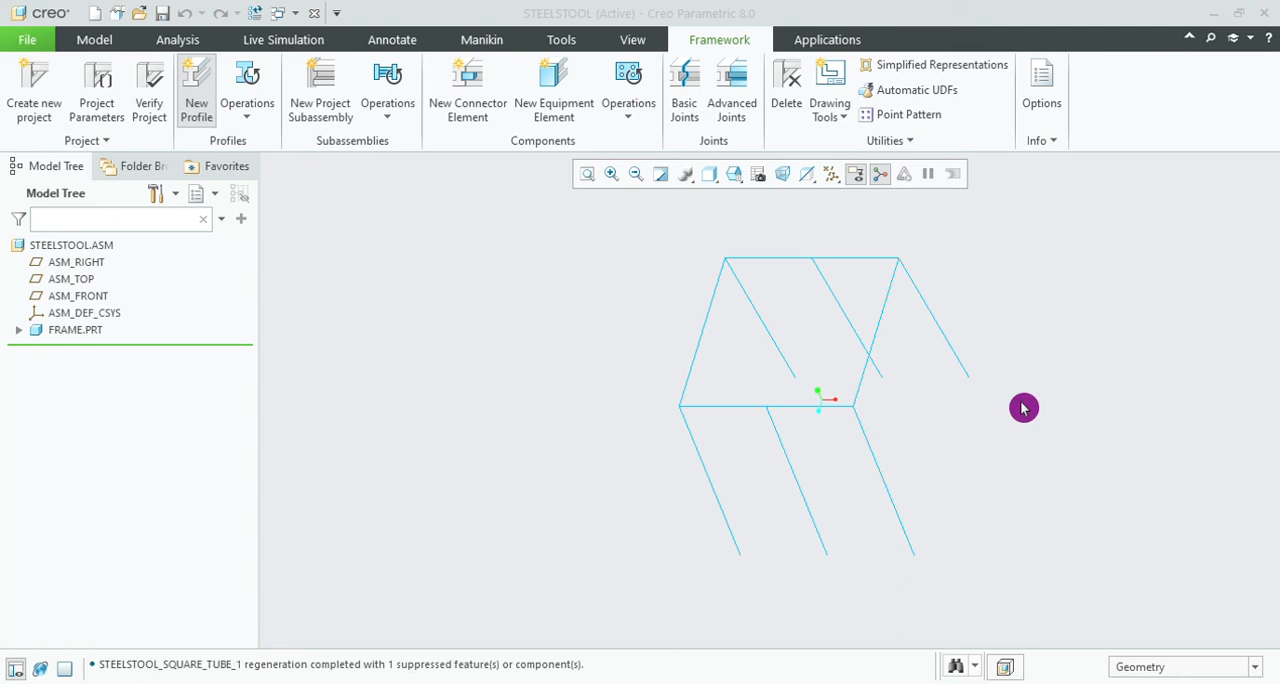 creo
STEELSTOOL (Active) - Creo Parametric 8.0
File Model Analysis Live Simulation Annotate Manikin Tools View Framework Applications
Create new project
Project Parameters
Verify Project
New Profile
Operations
New Project Subassembly
Operations
New Connector Element
New Equipment Element
Operations
Basic Joints
Advanced Joints
Delete
Drawing Tools
Simplified Representations
Automatic UDFs
Point Pattern
Options
Project Profiles Subassemblies Components Joints Utilities Info
Model Tree Folder Br Favorites
Model Tree
STEELSTOOL.ASM
ASM_RIGHT
ASM_TOP
ASM_FRONT
ASM_DEF_CSYS
FRAME.PRT
• STEELSTOOL_SQUARE_TUBE_1 regeneration completed with 1 suppressed feature(s) or component(s).
Geometry